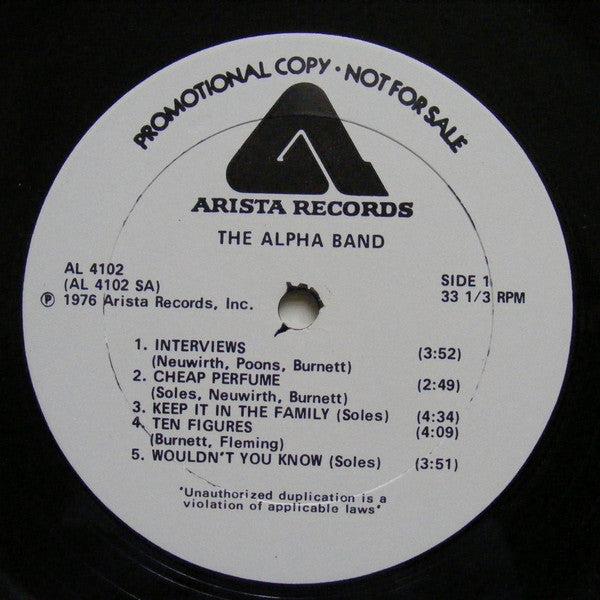 PROMOTIONAL COPY · NOT FOR SALE
ARISTA RECORDS
THE ALPHA BAND
AL 4102
(AL 4102 SA)
℗ 1976 Arista Records, Inc.
SIDE 1
33 1/3 RPM
1. INTERVIEWS
(Neuwirth, Poons, Burnett) (3:52)
2. CHEAP PERFUME (2:49)
(Soles, Neuwirth, Burnett)
3. KEEP IT IN THE FAMILY (Soles) (4:34)
4. TEN FIGURES (4:09)
(Burnett, Fleming)
5. WOULDN'T YOU KNOW (Soles) (3:51)
"Unauthorized duplication is a
violation of applicable laws"